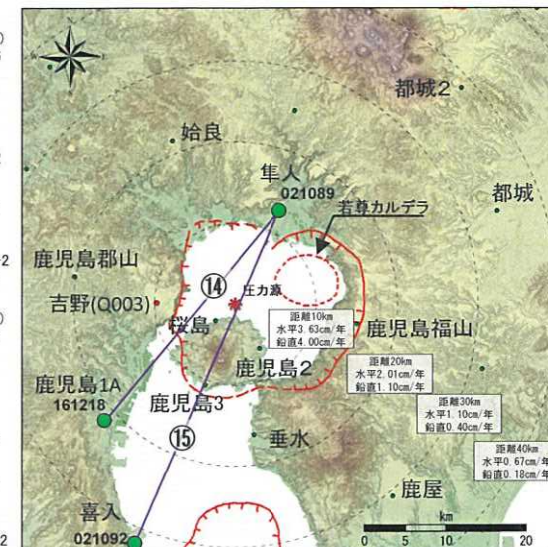 都城2
姶良
隼人
021089
都城
若尊カルデラ
鹿児島郡山
⑭
圧力源
吉野(Q003)
桜島
距離10km
水平3.63cm/年
鉛直4.00cm/年
鹿児島福山
鹿児島2
距離20km
水平2.01cm/年
鉛直1.10cm/年
鹿児島1A
161218
鹿児島3
距離30km
水平1.10cm/年
鉛直0.40cm/年
⑮
垂水
距離40km
水平0.67cm/年
鉛直0.18cm/年
鹿屋
喜入
021092
km
0 5 10 20